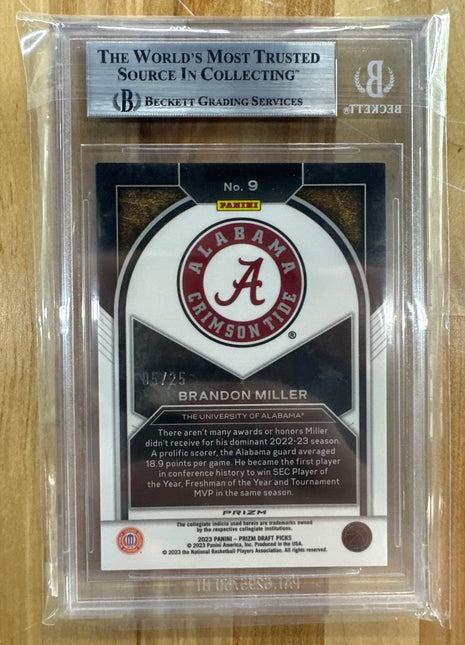 THE WORLD'S MOST TRUSTED
SOURCE IN COLLECTING™
B BECKETT GRADING SERVICES
B
BECKETT
No. 9
PANINI
ALABAMA
A
CRIMSON TIDE
®
05/25
BRANDON MILLER
THE UNIVERSITY OF ALABAMA®
There aren't many awards or honors Miller
didn't receive for his dominant 2022-23 season.
A prolific scorer, the Alabama guard averaged
18.9 points per game. He became the first player
in conference history to win SEC Player of
the Year, Freshman of the Year and Tournament
MVP in the same season.
PRIZM
The collegiate indicia used herein are trademarks owned
by the respective collegiate institutions.
2023 PANINI – PRIZM DRAFT PICKS
© 2023 Panini America, Inc. Produced in the USA.
© 2023 the National Basketball Players Association. All rights reserved.